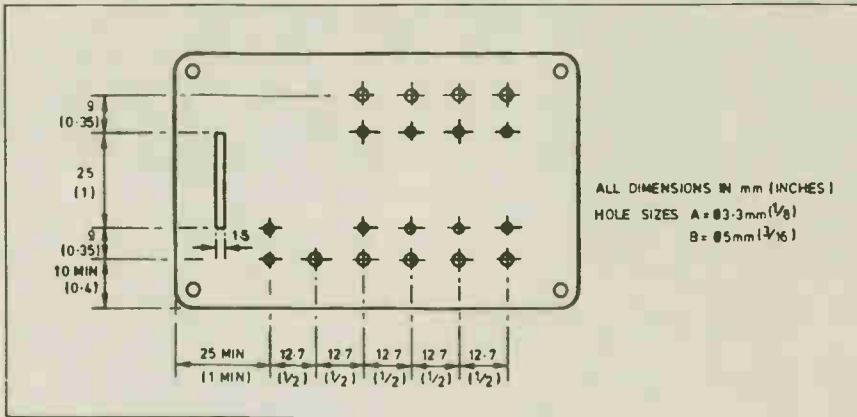 9
(0·35)
25
(1)
9
(0·35)
10 MIN
(0·4)
1·5
ALL DIMENSIONS IN mm (INCHES)
HOLE SIZES A = Ø3·3mm (1/8)
B = Ø5mm (3/16)
25 MIN 12·7 12·7 12·7 12·7 12·7
(1 MIN) (1/2) (1/2) (1/2) (1/2) (1/2)